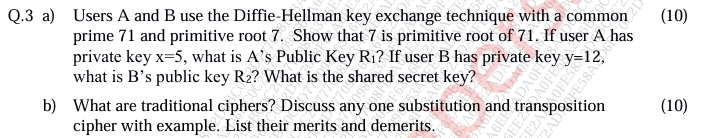 Q.3 a) Users A and B use the Diffie-Hellman key exchange technique with a common (10)
prime 71 and primitive root 7. Show that 7 is primitive root of 71. If user A has
private key x=5, what is A's Public Key R₁? If user B has private key y=12,
what is B's public key R₂? What is the shared secret key?
b) What are traditional ciphers? Discuss any one substitution and transposition (10)
cipher with example. List their merits and demerits.